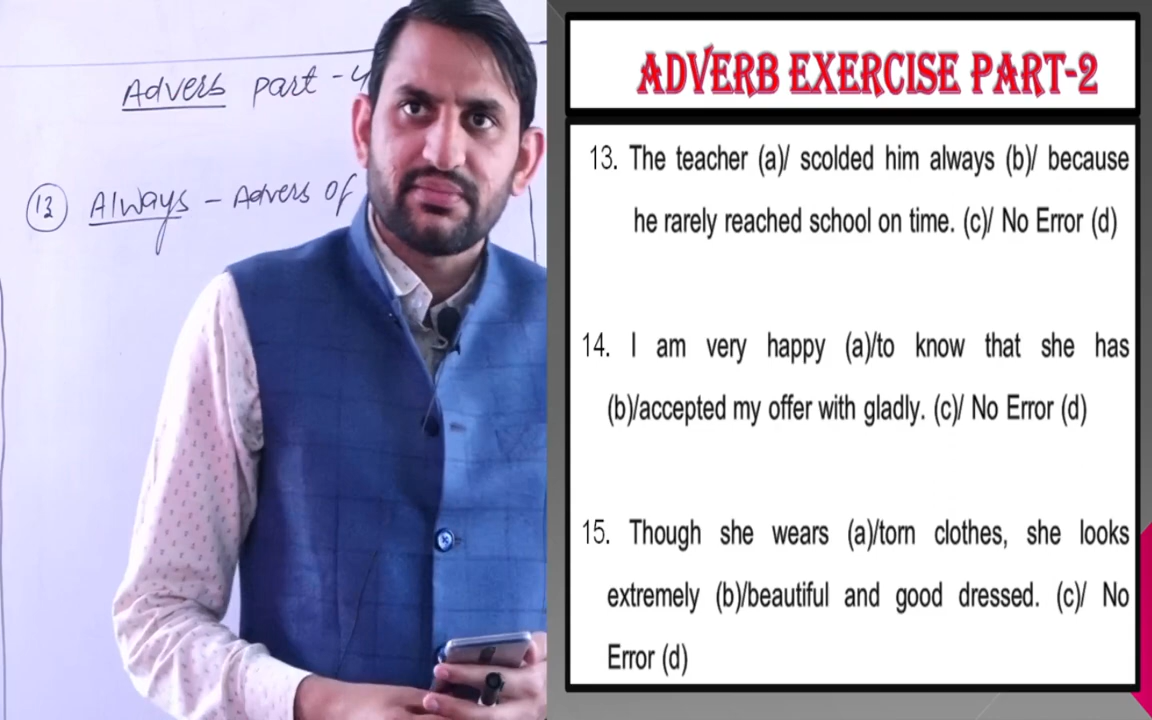 Adverb part-4
13 Always - Advers of
ADVERB EXERCISE PART-2
13. The teacher (a)/ scolded him always (b)/ because
he rarely reached school on time. (c)/ No Error (d)
14. I am very happy (a)/to know that she has
(b)/accepted my offer with gladly. (c)/ No Error (d)
15. Though she wears (a)/torn clothes, she looks
extremely (b)/beautiful and good dressed. (c)/ No
Error (d)